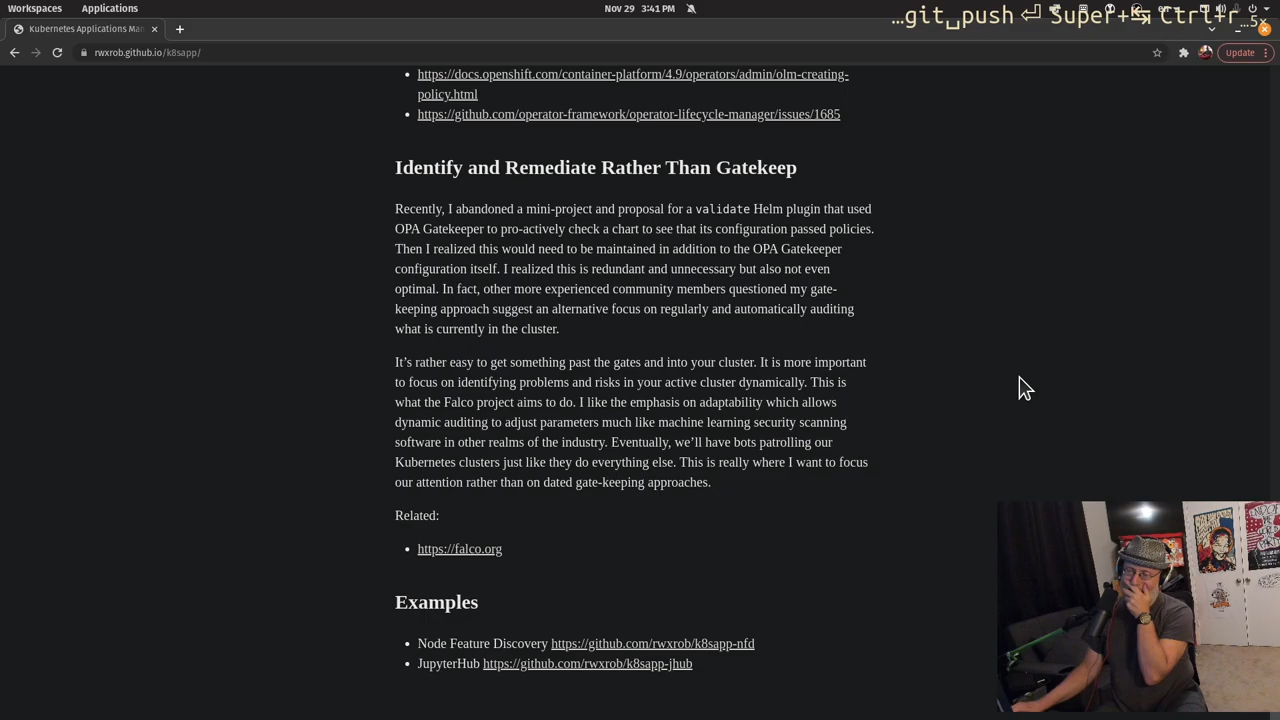 Workspaces Applications Nov 29 3:41 PM en
…git␣push ⏎ Super+↹ Ctrl+r …5×
Kubernetes Applications Man
rwxrob.github.io/k8sapp/ Update
• https://docs.openshift.com/container-platform/4.9/operators/admin/olm-creating-
policy.html
• https://github.com/operator-framework/operator-lifecycle-manager/issues/1685
Identify and Remediate Rather Than Gatekeep
Recently, I abandoned a mini-project and proposal for a validate Helm plugin that used
OPA Gatekeeper to pro-actively check a chart to see that its configuration passed policies.
Then I realized this would need to be maintained in addition to the OPA Gatekeeper
configuration itself. I realized this is redundant and unnecessary but also not even
optimal. In fact, other more experienced community members questioned my gate-
keeping approach suggest an alternative focus on regularly and automatically auditing
what is currently in the cluster.
It’s rather easy to get something past the gates and into your cluster. It is more important
to focus on identifying problems and risks in your active cluster dynamically. This is
what the Falco project aims to do. I like the emphasis on adaptability which allows
dynamic auditing to adjust parameters much like machine learning security scanning
software in other realms of the industry. Eventually, we’ll have bots patrolling our
Kubernetes clusters just like they do everything else. This is really where I want to focus
our attention rather than on dated gate-keeping approaches.
Related:
• https://falco.org
Examples
• Node Feature Discovery https://github.com/rwxrob/k8sapp-nfd
• JupyterHub https://github.com/rwxrob/k8sapp-jhub